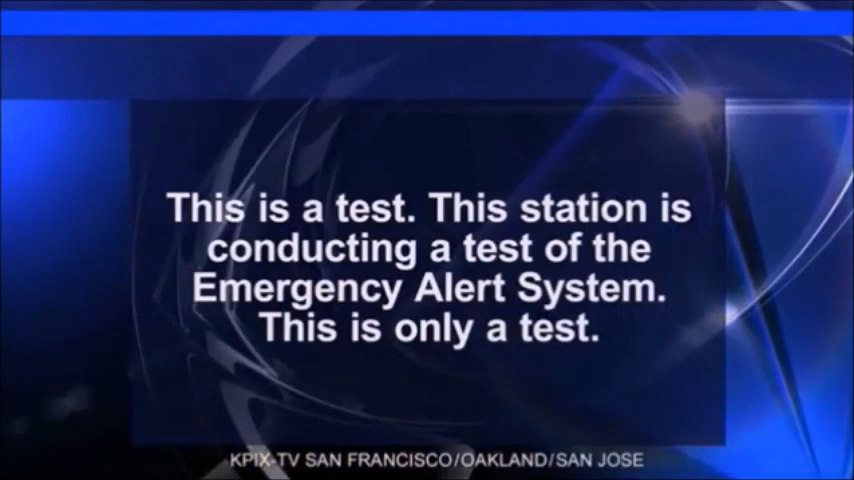 This is a test. This station is
conducting a test of the
Emergency Alert System.
This is only a test.
KPIX-TV SAN FRANCISCO/OAKLAND/SAN JOSE